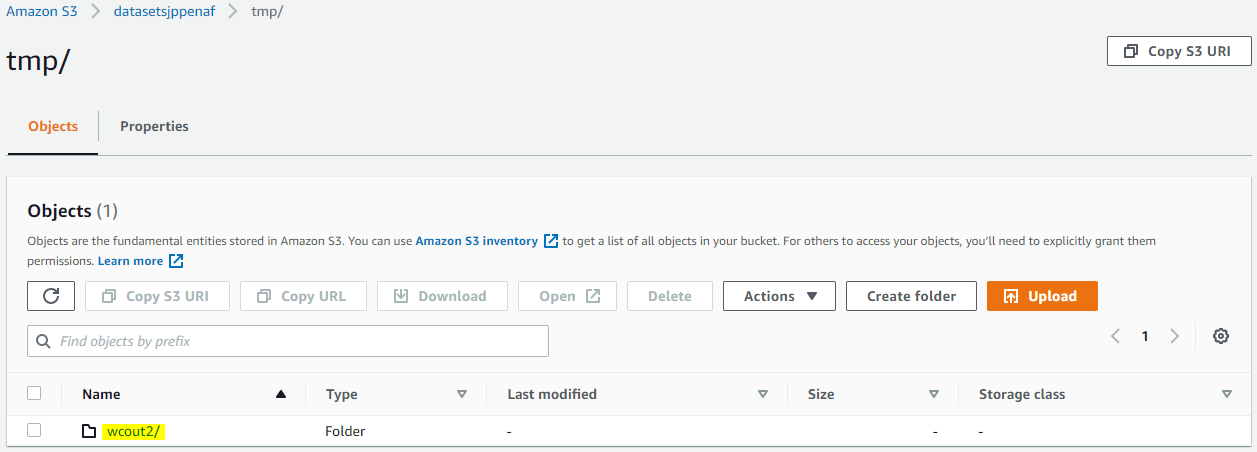 Amazon S3 > datasetsjppenaf > tmp/
tmp/
Copy S3 URI
Objects
Properties
Objects (1)
Objects are the fundamental entities stored in Amazon S3. You can use Amazon S3 inventory to get a list of all objects in your bucket. For others to access your objects, you'll need to explicitly grant them
permissions. Learn more
Copy S3 URI Copy URL Download Open Delete Actions Create folder Upload
Find objects by prefix
1
Name Type Last modified Size Storage class
wcout2/ Folder - - -